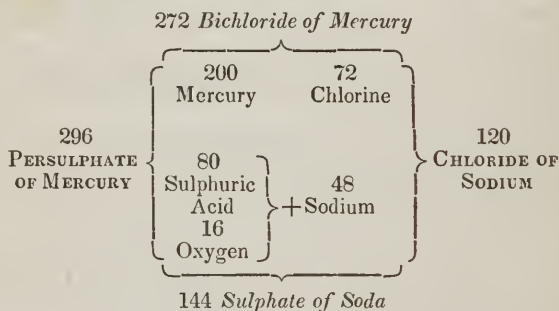 272 Bichloride of Mercury
200 72
Mercury Chlorine
296 120
PERSULPHATE CHLORIDE OF
OF MERCURY SODIUM
80
Sulphuric 48
Acid + Sodium
16
Oxygen
144 Sulphate of Soda